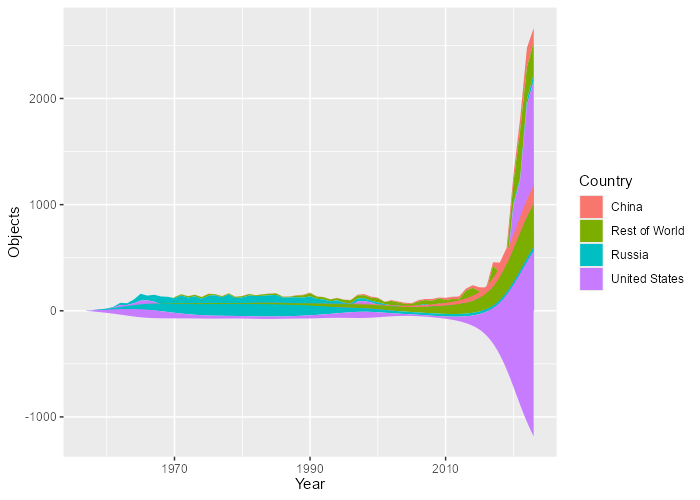 2000
1000
0
-1000
Objects
1970
1990
2010
Year
Country
China
Rest of World
Russia
United States